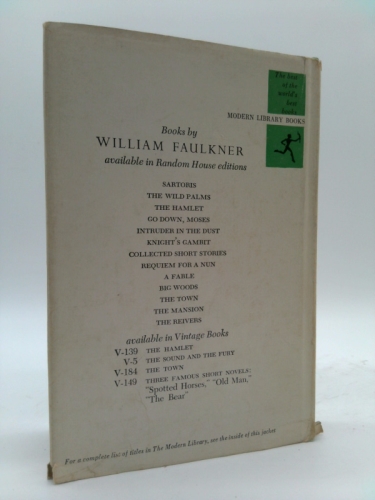 The best
of the
world's
best
books
MODERN LIBRARY BOOKS
Books by
WILLIAM FAULKNER
available in Random House editions
SARTORIS
THE WILD PALMS
THE HAMLET
GO DOWN, MOSES
INTRUDER IN THE DUST
KNIGHT'S GAMBIT
COLLECTED SHORT STORIES
REQUIEM FOR A NUN
A FABLE
BIG WOODS
THE TOWN
THE MANSION
THE REIVERS
available in Vintage Books
V-139 THE HAMLET
V-5 THE SOUND AND THE FURY
V-184 THE TOWN
V-149 THREE FAMOUS SHORT NOVELS:
"Spotted Horses," "Old Man,"
"The Bear"
For a complete list of titles in The Modern Library, see the inside of this jacket